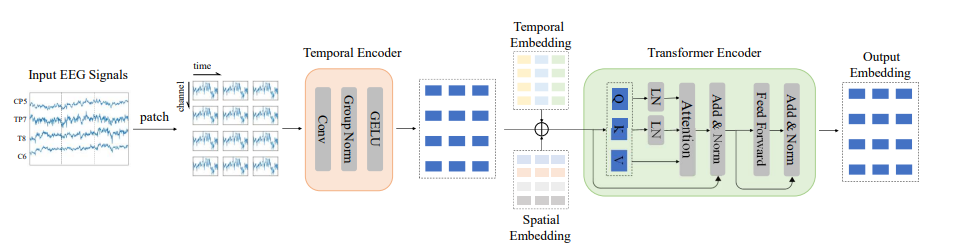 Input EEG Signals
CP5
TP7
T8
C6
patch
time
channel
Temporal Encoder
Conv
Group Norm
GELU
Temporal
Embedding
Spatial
Embedding
Transformer Encoder
Q
K
V
LN
LN
Attention
Add & Norm
Feed Forward
Add & Norm
Output
Embedding